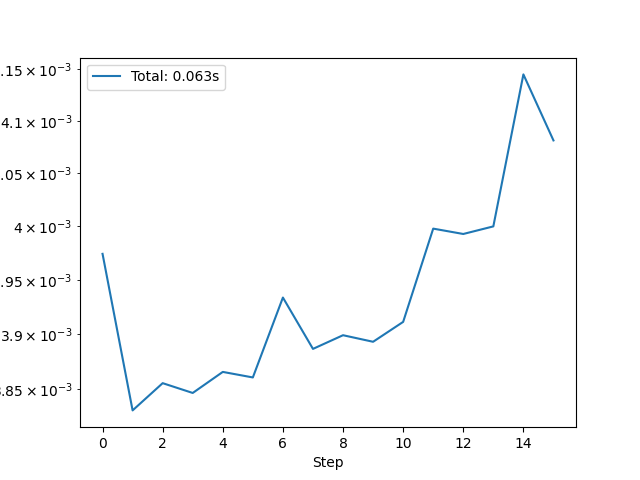 Total: 0.063s
.15 × 10⁻³
4.1 × 10⁻³
.05 × 10⁻³
4 × 10⁻³
.95 × 10⁻³
3.9 × 10⁻³
.85 × 10⁻³
0 2 4 6 8 10 12 14
Step